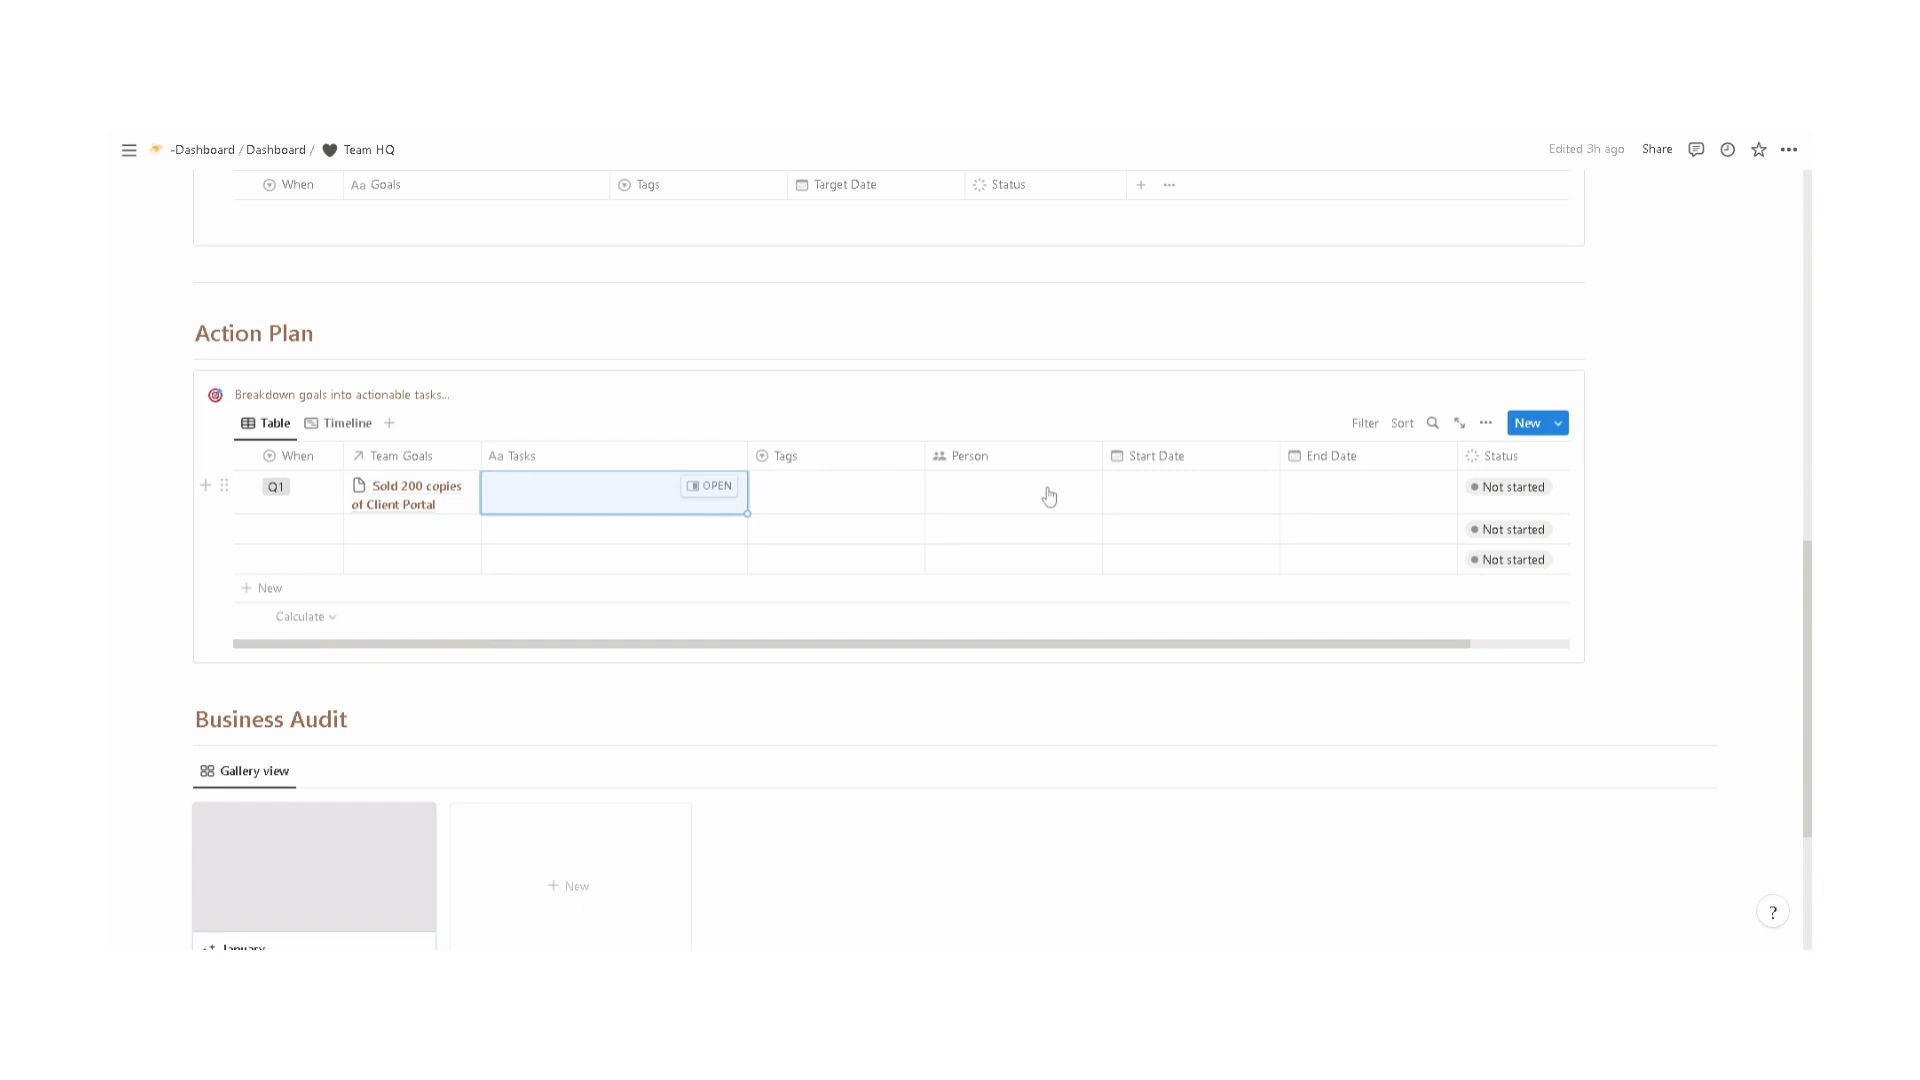 -Dashboard / Dashboard / Team HQ
Edited 3h ago Share
When Aa Goals Tags Target Date Status
Action Plan
Breakdown goals into actionable tasks...
Table Timeline
Filter Sort New
When Team Goals Aa Tasks Tags Person Start Date End Date Status
Q1 Sold 200 copies OPEN Not started
of Client Portal
Not started
Not started
New
Calculate
Business Audit
Gallery view
New
January
?